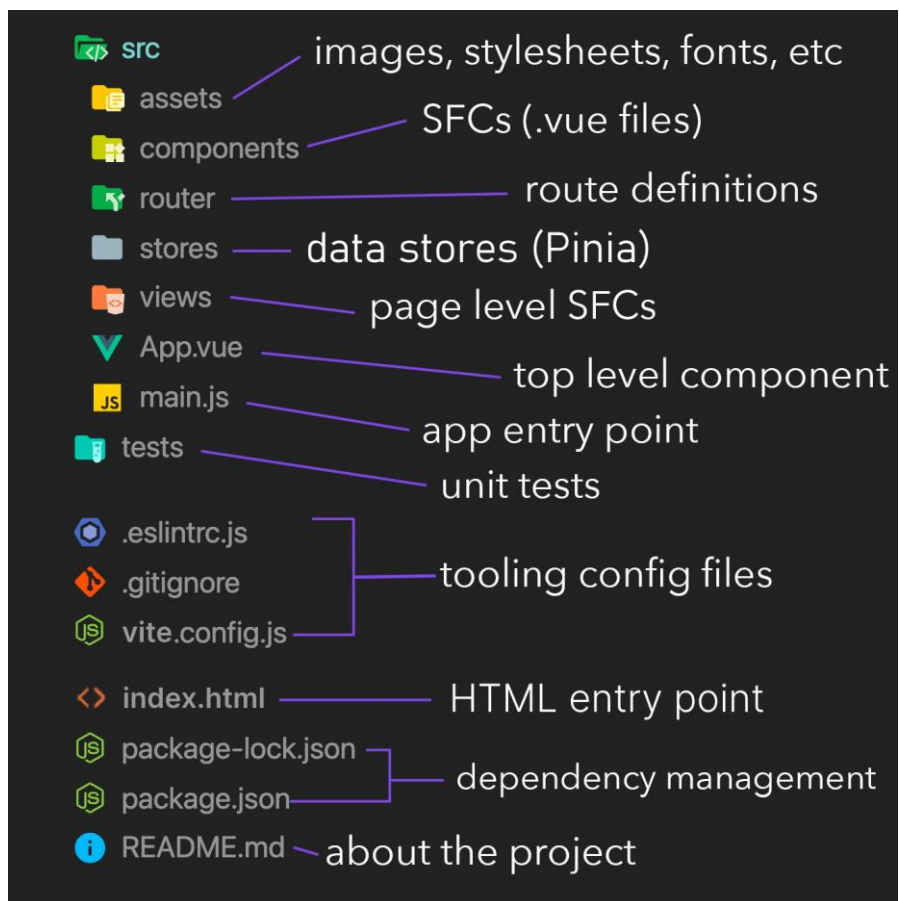 src
images, stylesheets, fonts, etc
assets
SFCs (.vue files)
components
router
route definitions
stores
data stores (Pinia)
views
page level SFCs
App.vue
top level component
JS main.js
app entry point
tests
unit tests
.eslintrc.js
.gitignore
tooling config files
vite.config.js
index.html
HTML entry point
package-lock.json
dependency management
package.json
README.md
about the project